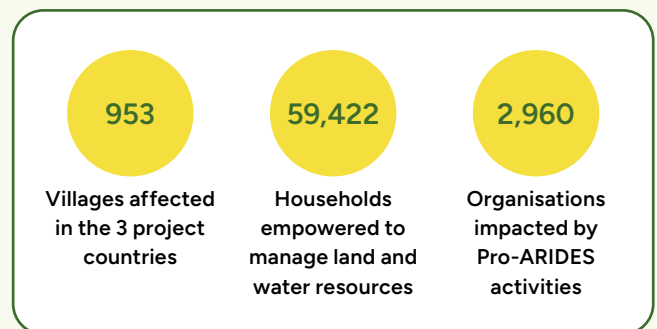 953
Villages affected
in the 3 project
countries
59,422
Households
empowered to
manage land and
water resources
2,960
Organisations
impacted by
Pro-ARIDES
activities